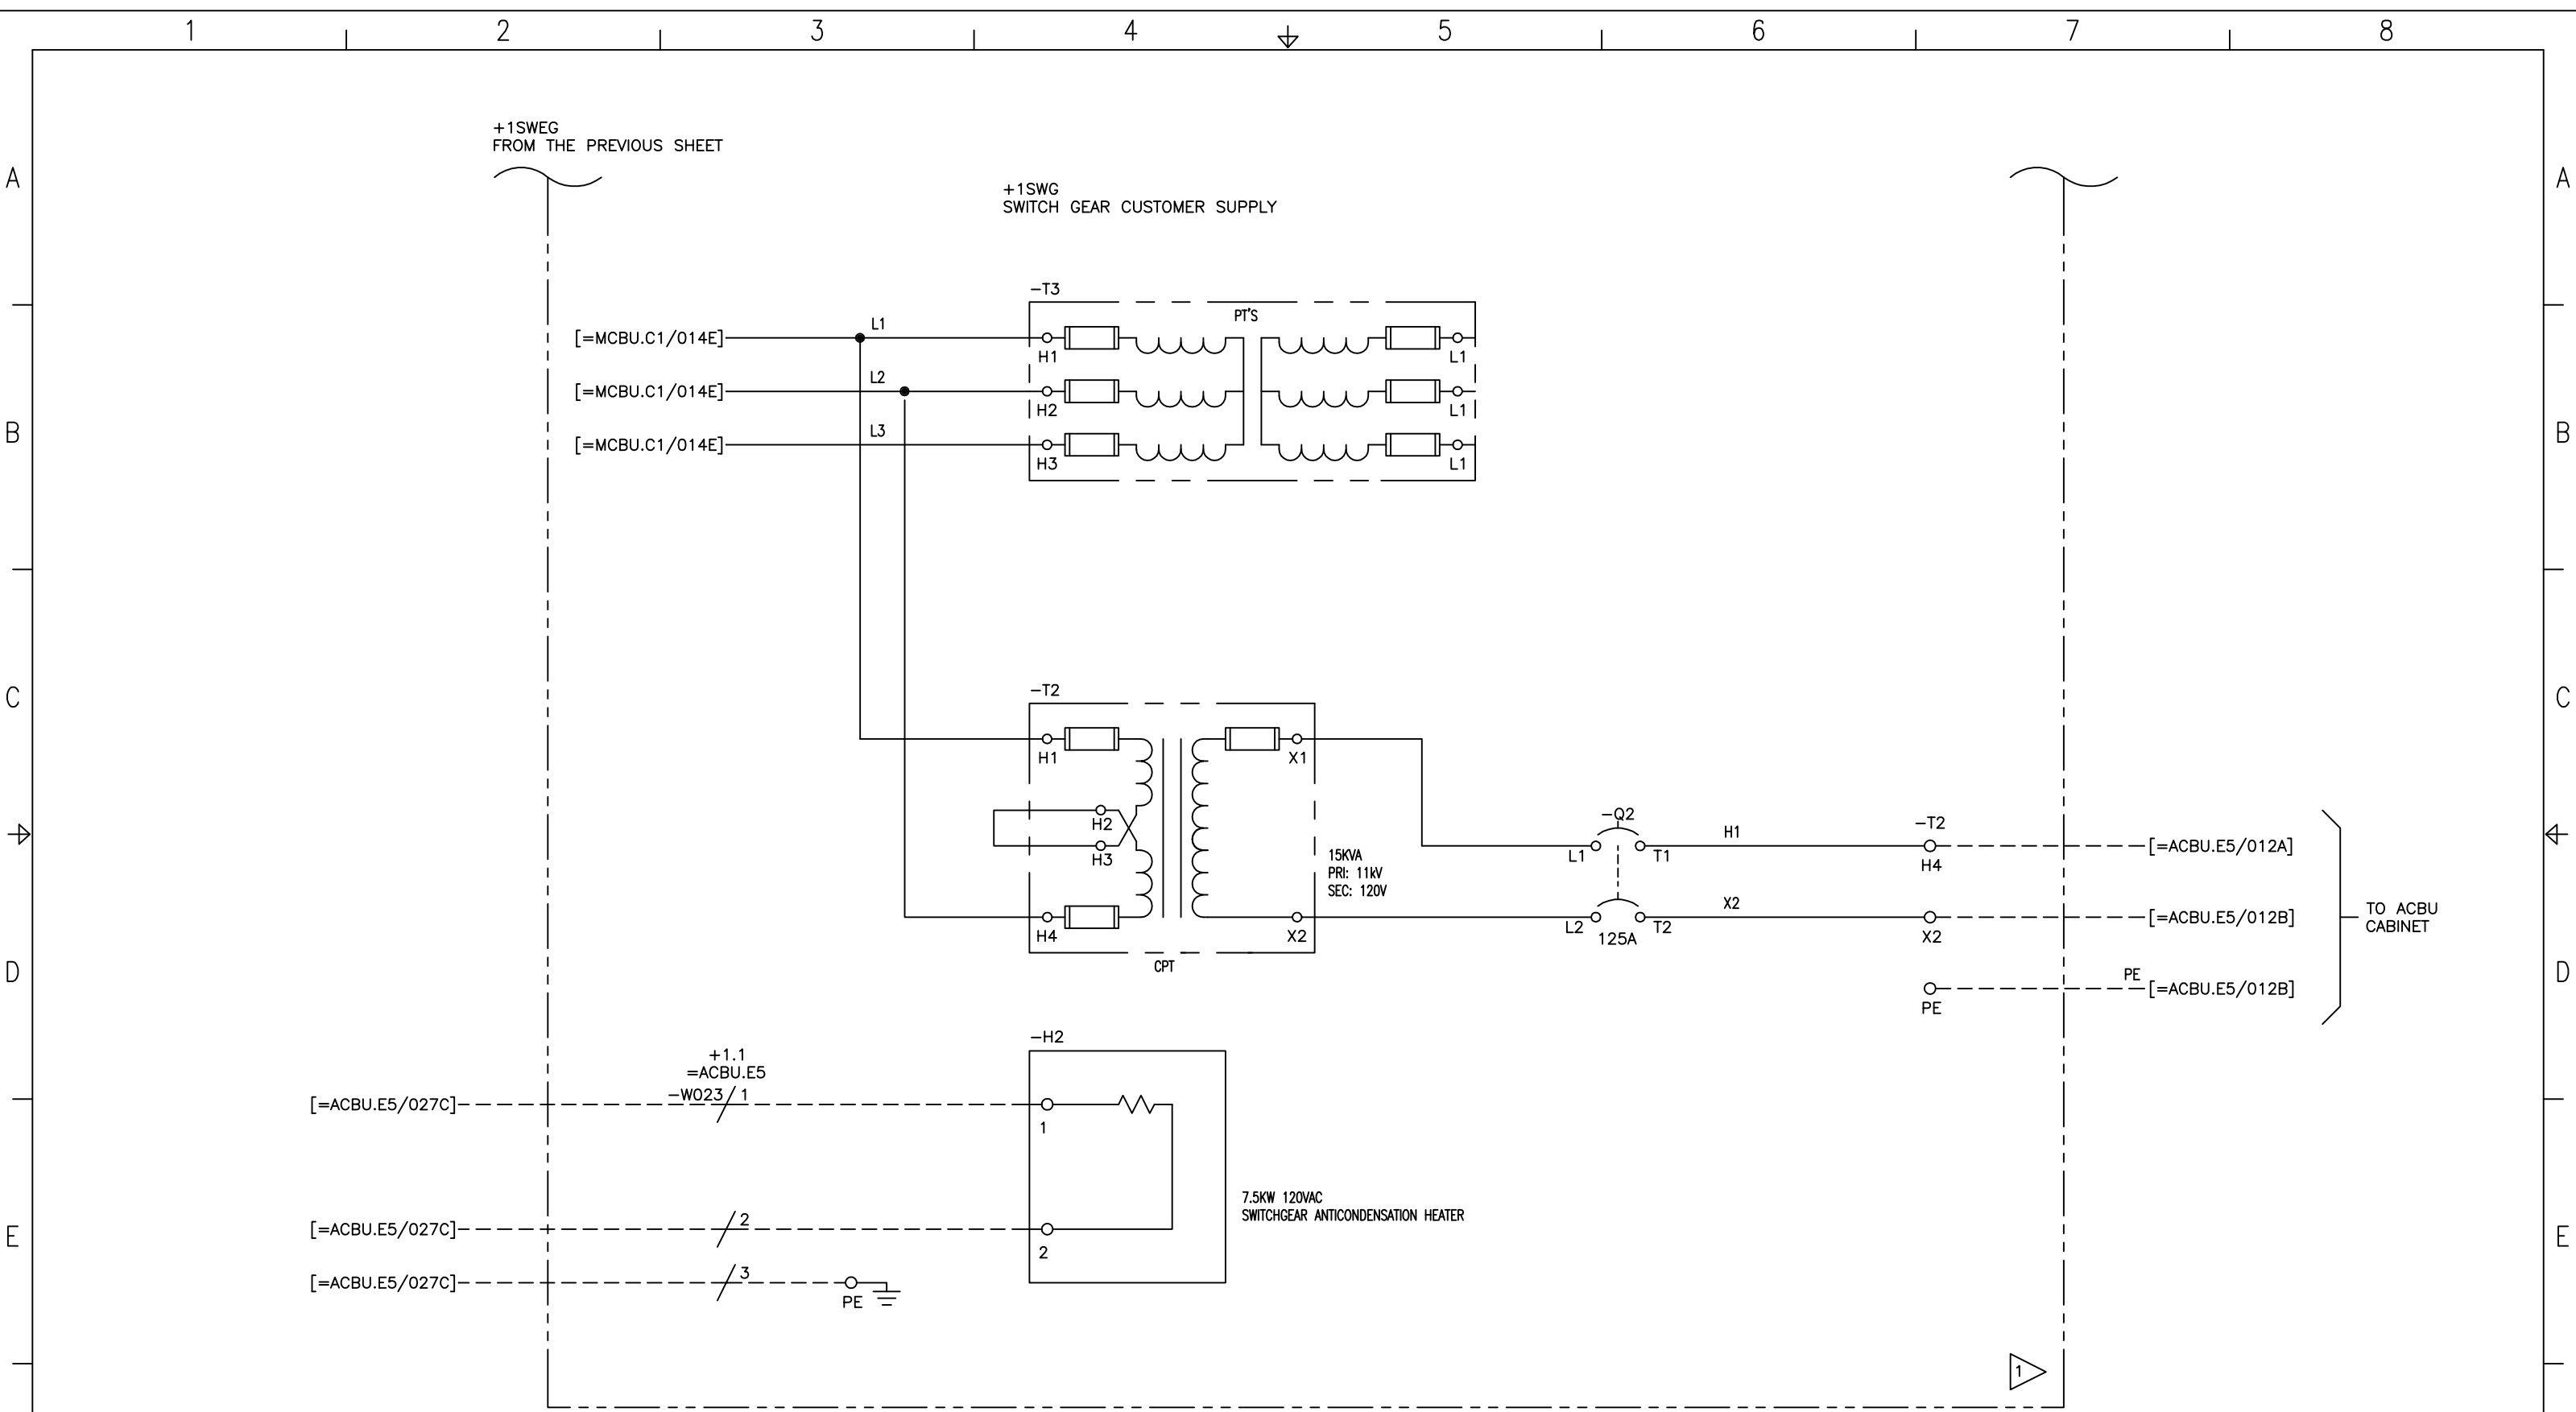 1 2 3 4 5 6 7 8
+1SWEG
FROM THE PREVIOUS SHEET
A A
+1SWG
SWITCH GEAR CUSTOMER SUPPLY
-T3
PT'S
[=MCBU.C1/014E] L1 H1 L1
[=MCBU.C1/014E] L2 H2 L1
B B
[=MCBU.C1/014E] L3 H3 L1
C C
-T2
H1 X1
H2
H3
H4 X2
15KVA
PRI: 11kV
SEC: 120V
CPT
-Q2
L1 T1 H1
L2 T2 X2
125A
-T2
H4
X2
PE
[=ACBU.E5/012A]
[=ACBU.E5/012B]
PE [=ACBU.E5/012B]
TO ACBU
CABINET
D D
-H2
+1.1
=ACBU.E5
-W023 1
[=ACBU.E5/027C] 1
[=ACBU.E5/027C] 2 2
7.5KW 120VAC
SWITCHGEAR ANTICONDENSATION HEATER
E E
[=ACBU.E5/027C] 3 PE
1